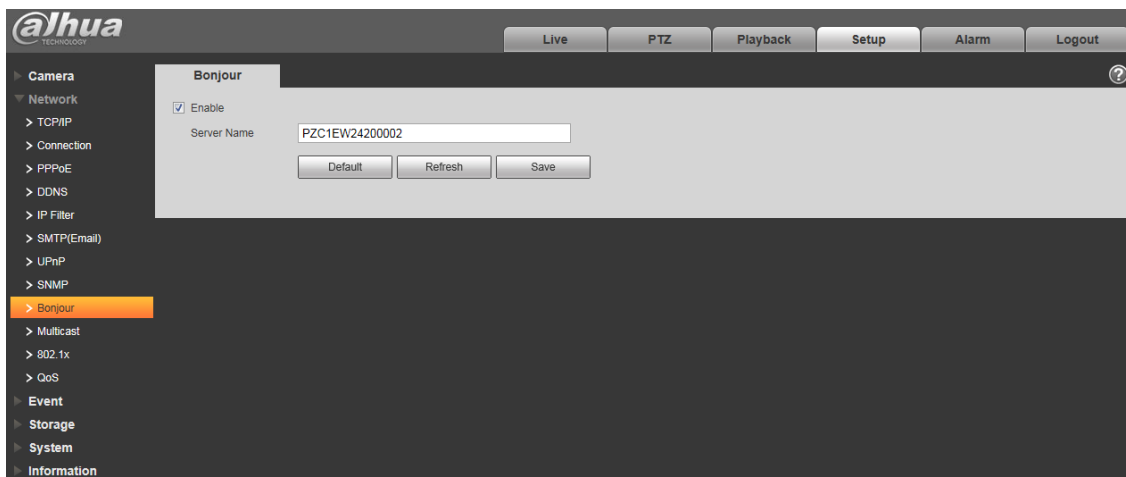 alhua
TECHNOLOGY
Live PTZ Playback Setup Alarm Logout
Camera
Network
> TCP/IP
> Connection
> PPPoE
> DDNS
> IP Filter
> SMTP(Email)
> UPnP
> SNMP
> Bonjour
> Multicast
> 802.1x
> QoS
Event
Storage
System
Information
Bonjour
?
Enable
Server Name PZC1EW24200002
Default Refresh Save